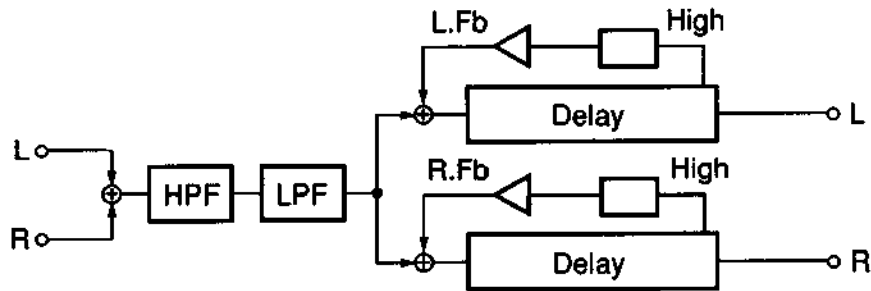 L.Fb High
Delay L
L
HPF LPF
R.Fb High
R
Delay R